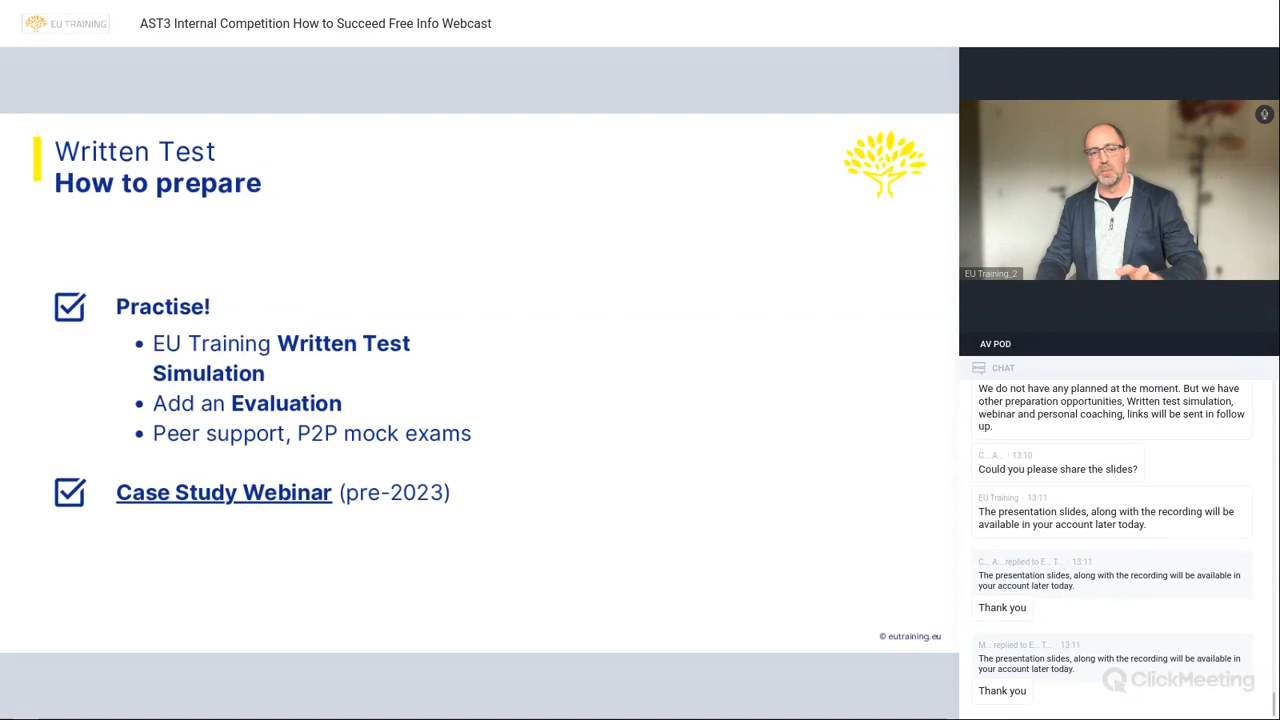 EU TRAINING
AST3 Internal Competition How to Succeed Free Info Webcast
Written Test
How to prepare
Practise!
• EU Training Written Test
Simulation
• Add an Evaluation
• Peer support, P2P mock exams
Case Study Webinar (pre-2023)
© eutraining.eu
EU Training_2
AV POD
CHAT
We do not have any planned at the moment. But we
have other preparation opportunities, Written test simulation,
webinar and personal coaching, links will be sent in follow
up.
C... A... 13:10
Could you please share the slides?
EU Training 13:11
The presentation slides, along with the recording will be
available in your account later today.
C... A... replied to E... T... 13:11
The presentation slides, along with the recording will be available in
your account later today.
Thank you
M... replied to E... T... 13:11
The presentation slides, along with the recording will be available in
your account later today.
Thank you
ClickMeeting